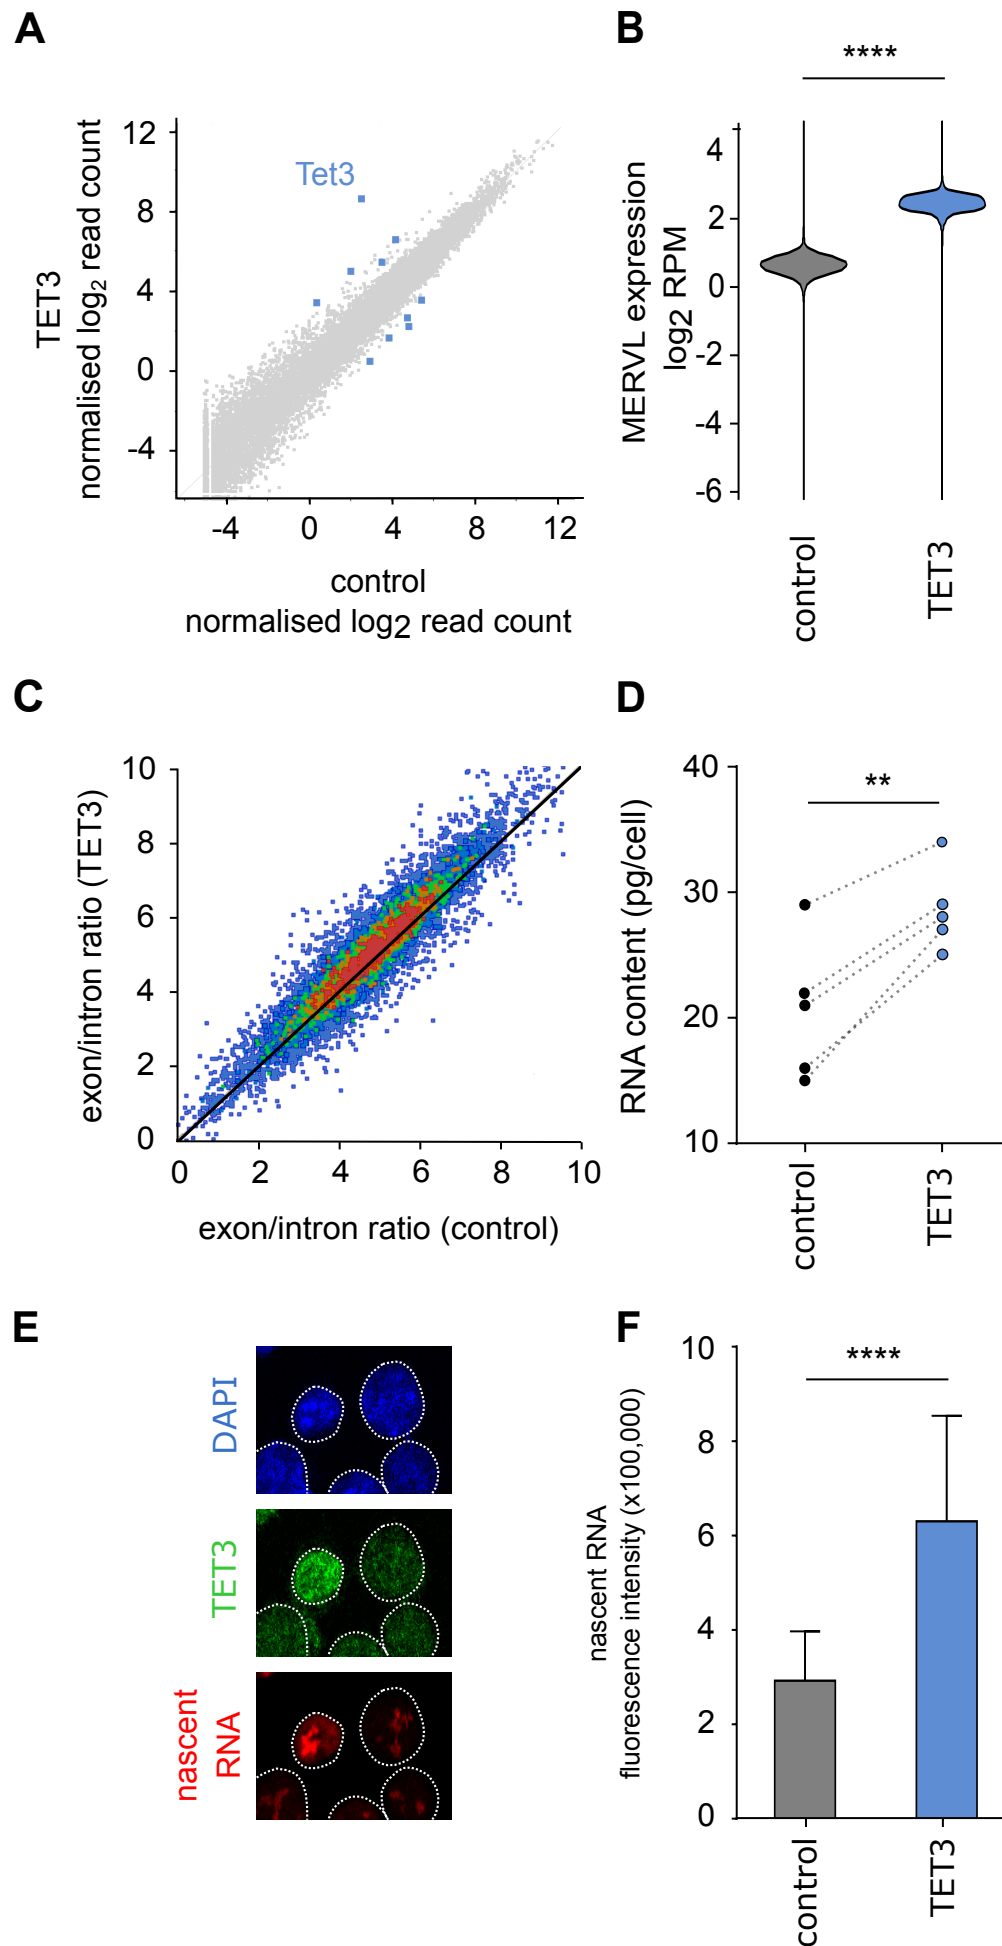 A
TET3
normalised log2 read count
12
8
4
0
-4
Tet3
-4
0
4
8
12
control
normalised log2 read count
B
****
MERVL expression
log2 RPM
4
2
0
-2
-4
-6
control
TET3
C
exon/intron ratio (TET3)
10
8
6
4
2
0
0
2
4
6
8
10
exon/intron ratio (control)
D
**
RNA content (pg/cell)
40
30
20
10
control
TET3
E
DAPI
TET3
nascent
RNA
F
****
nascent RNA
fluorescence intensity (x100,000)
10
8
6
4
2
0
control
TET3